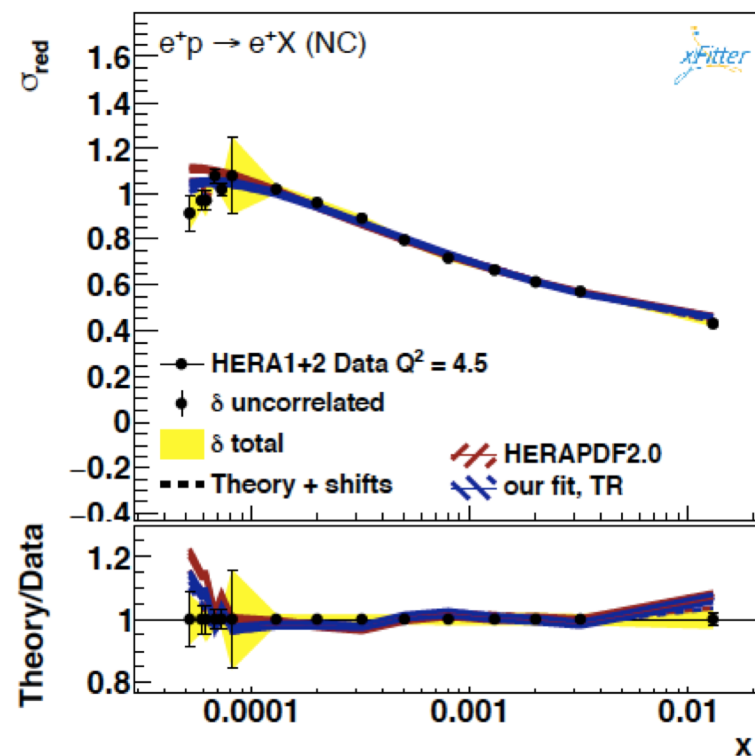 e⁺p → e⁺X (NC)
xFitter
σred
1.6
1.4
1.2
1
0.8
0.6
0.4
0.2
0
−0.2
−0.4
HERA1+2 Data Q² = 4.5
δ uncorrelated
δ total
Theory + shifts
HERAPDF2.0
our fit, TR
Theory/Data
1.2
1
0.8
0.0001
0.001
0.01
x